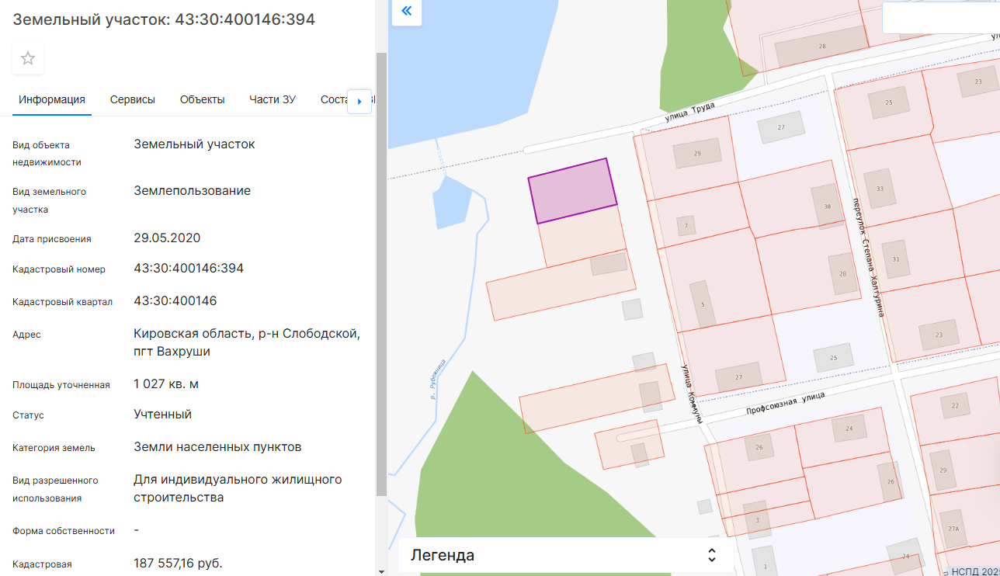 Земельный участок: 43:30:400146:394
Информация
Сервисы
Объекты
Части ЗУ
Вид объекта
недвижимости
Земельный участок
Вид земельного
участка
Землепользование
Дата присвоения
29.05.2020
Кадастровый номер
43:30:400146:394
Кадастровый квартал
43:30:400146
Адрес
Кировская область, р-н Слободской,
пгт Вахруши
Площадь уточненная
1 027 кв. м
Статус
Учтенный
Категория земель
Земли населенных пунктов
Вид разрешенного
использования
Для индивидуального жилищного
строительства
Форма собственности
-
Кадастровая
187 557,16 руб.
28
23
25
улица Труда
27
29
33
30
7
переулок Степана Халтурина
31
28
5
23
25
27
р. Рубежница
улица Коммуны
Профсоюзная улица
22
24
26
29
26
3
27А
24
1
Легенда
НСПД 202